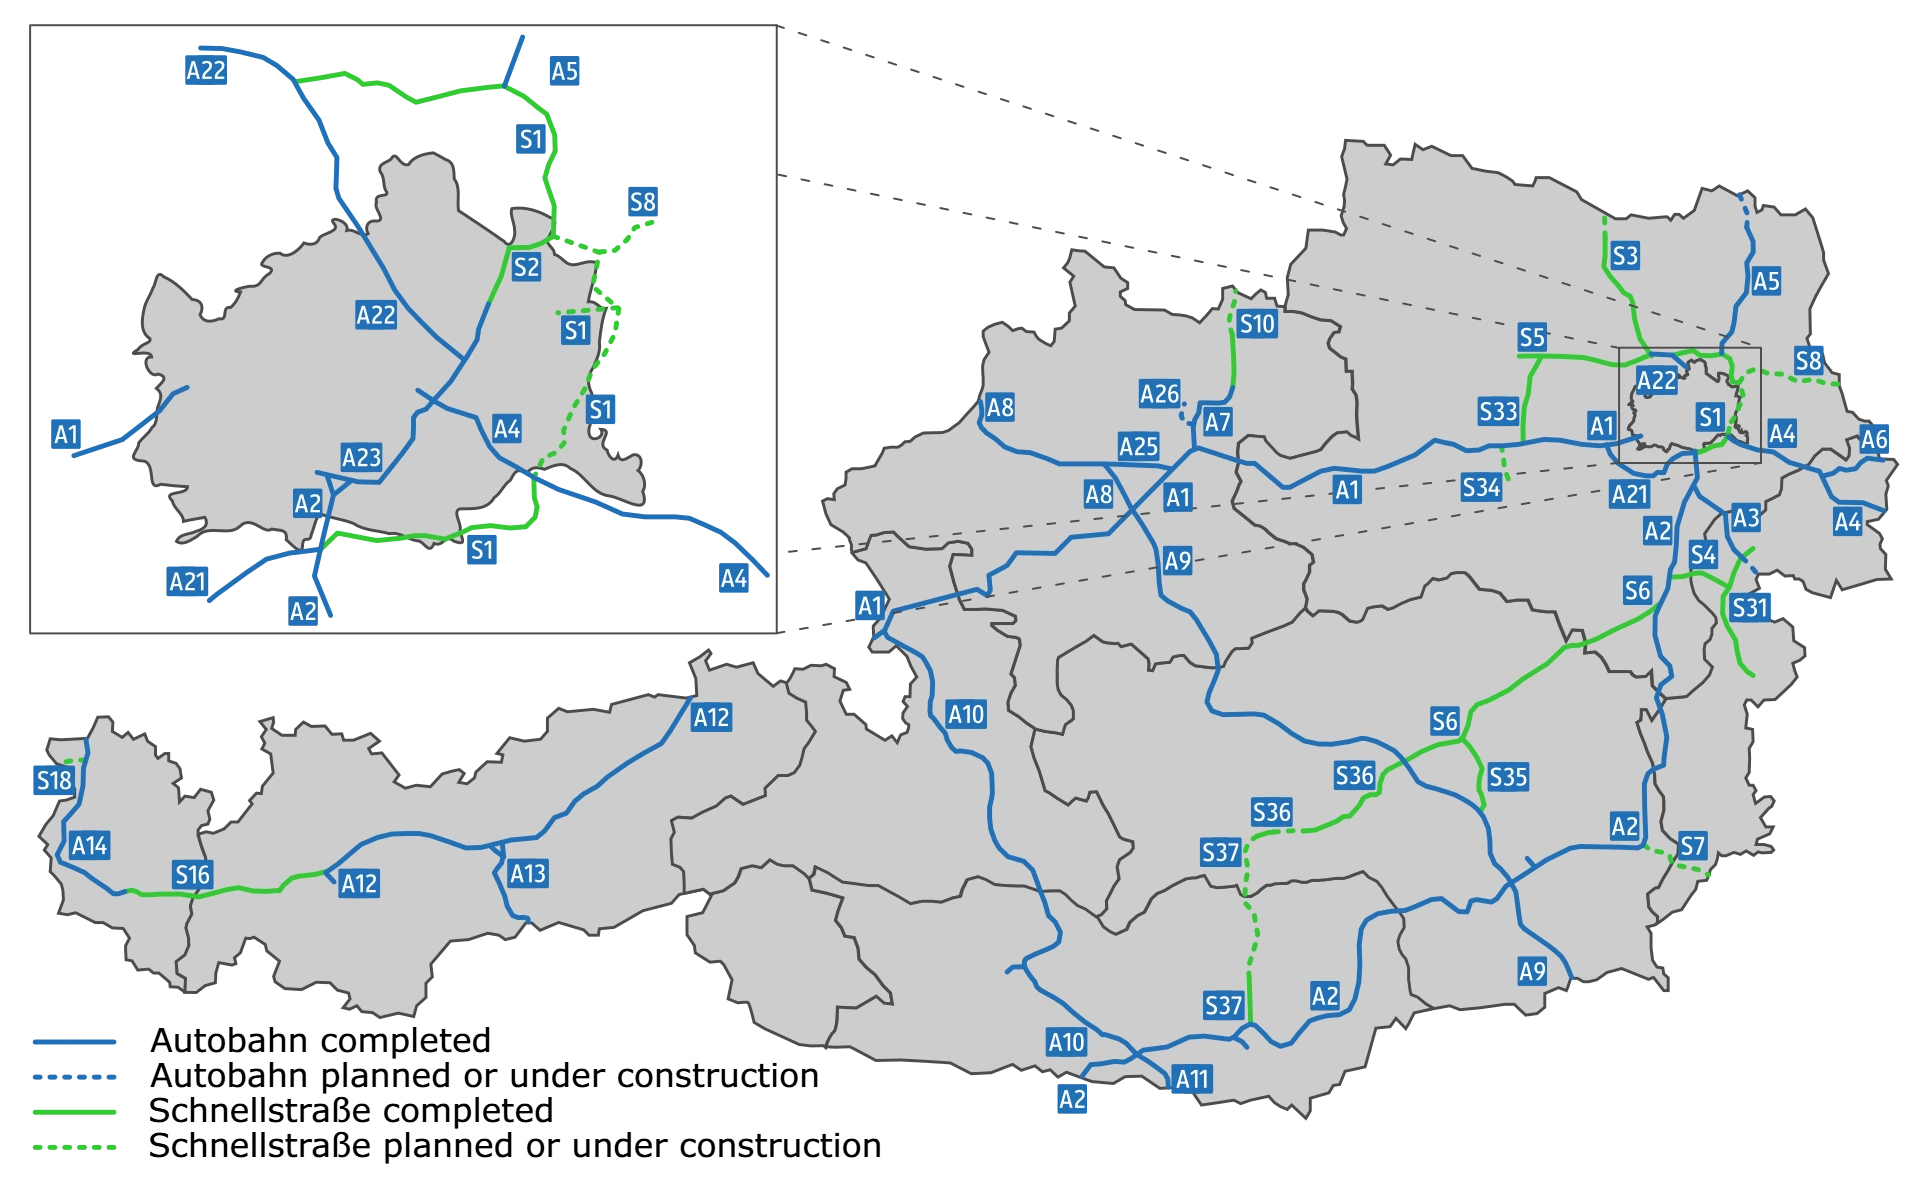 A22
A5
S1
S8
S2
A22
S1
A1
S1
A4
A23
A2
S1
A21
A4
A2
S3
A5
S10
S5
S8
A22
A26
A8
A7
S33
S1
A1
A4
A6
A25
A8
A1
A1
S34
A21
A4
A3
A2
S4
A9
S6
A1
S31
A10
A12
S6
S36
S35
S18
S36
A2
S37
S7
A14
S16
A12
A13
A9
S37
A2
A10
A11
A2
Autobahn completed
Autobahn planned or under construction
Schnellstraße completed
Schnellstraße planned or under construction